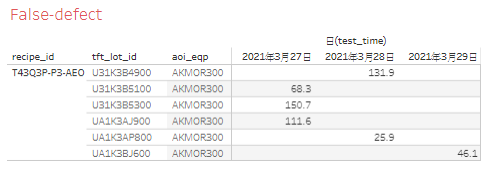 False-defect
日(test_time)
recipe_id tft_lot_id aoi_eqp 2021年3月27日 2021年3月28日 2021年3月29日
T43Q3P-P3-AEO U31K3B4900 AKMOR300 131.9
U31K3B5100 AKMOR300 68.3
U31K3B5300 AKMOR300 150.7
UA1K3AJ900 AKMOR300 111.6
UA1K3AP800 AKMOR300 25.9
UA1K3BJ600 AKMOR300 46.1